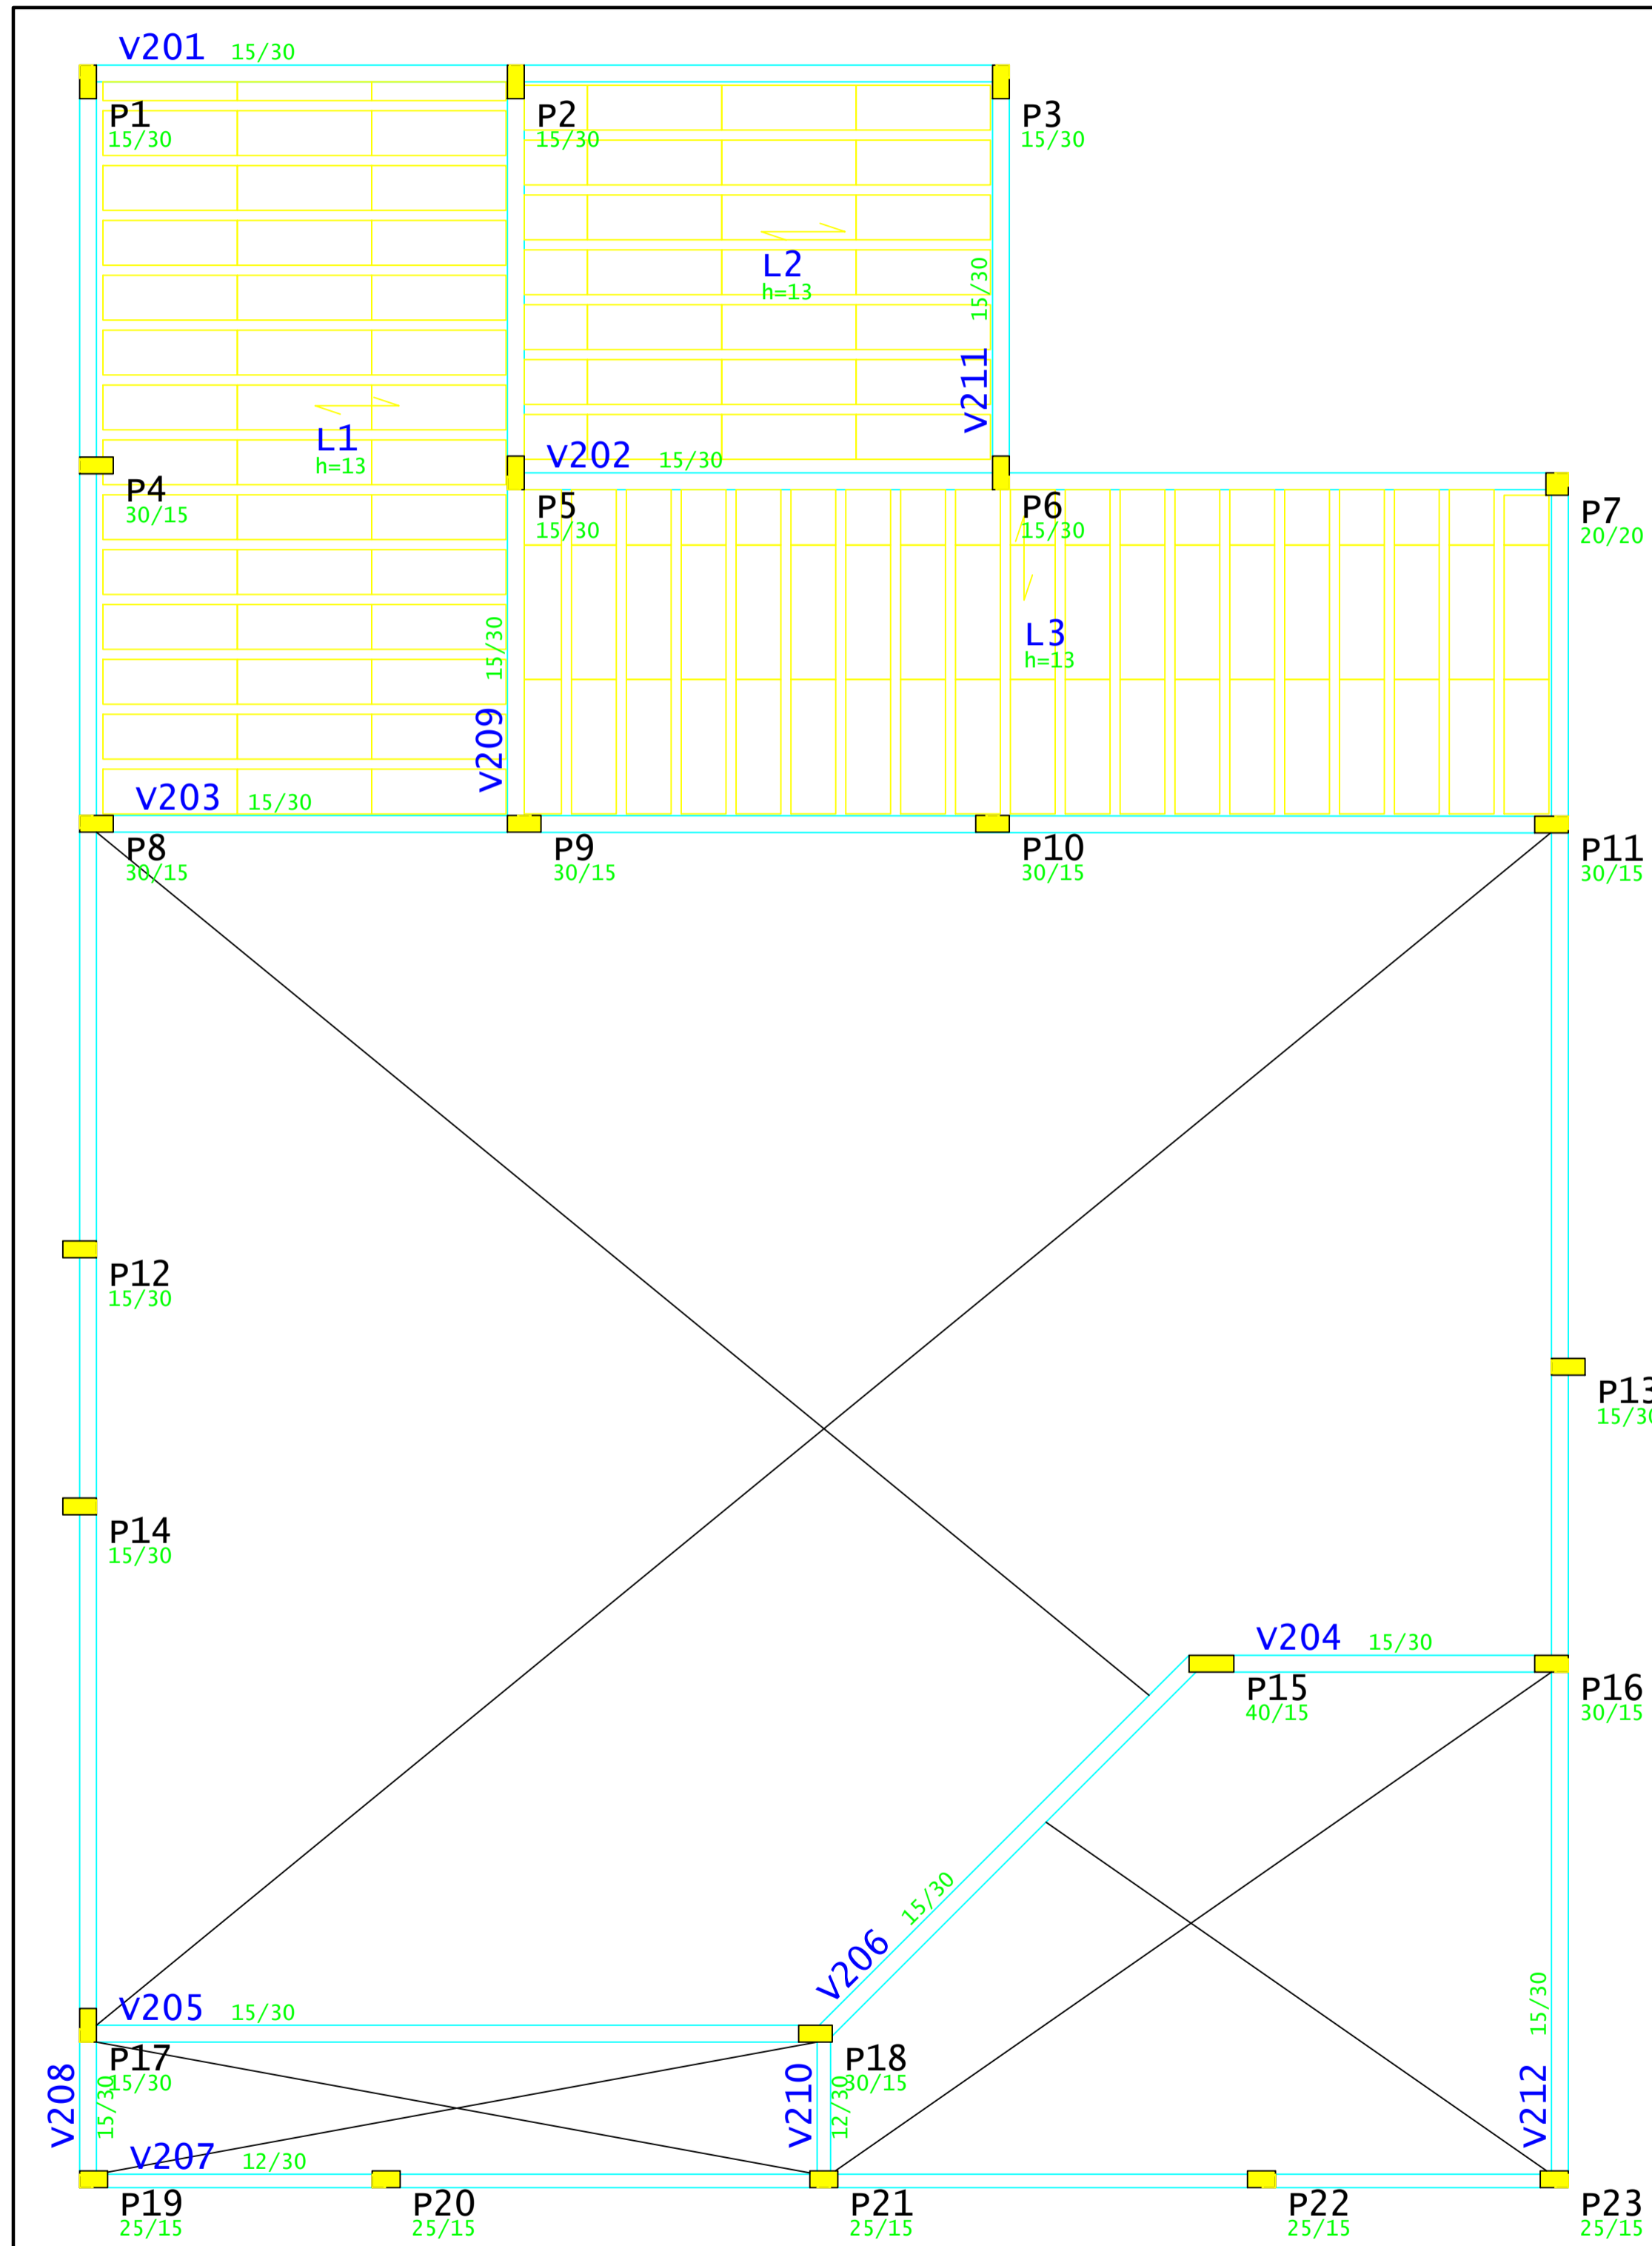 V201 15/30
P1
15/30
P2
15/30
P3
15/30
L2
h=13
15/30
V211
L1
h=13
V202 15/30
P4
30/15
P5
15/30
P6
15/30
P7
20/20
L3
h=13
15/30
V209
V203 15/30
P8
30/15
P9
30/15
P10
30/15
P11
30/15
P12
15/30
P13
15/30
P14
15/30
V204 15/30
P15
40/15
P16
30/15
V206 15/30
V205 15/30
P17
15/30
P18
30/15
V208 15/30
V210 12/30
V212 15/30
V207 12/30
P19
25/15
P20
25/15
P21
25/15
P22
25/15
P23
25/15